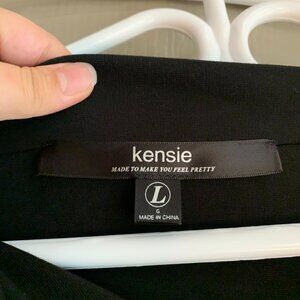 kensie
MADE TO MAKE YOU FEEL PRETTY
L
G
MADE IN CHINA